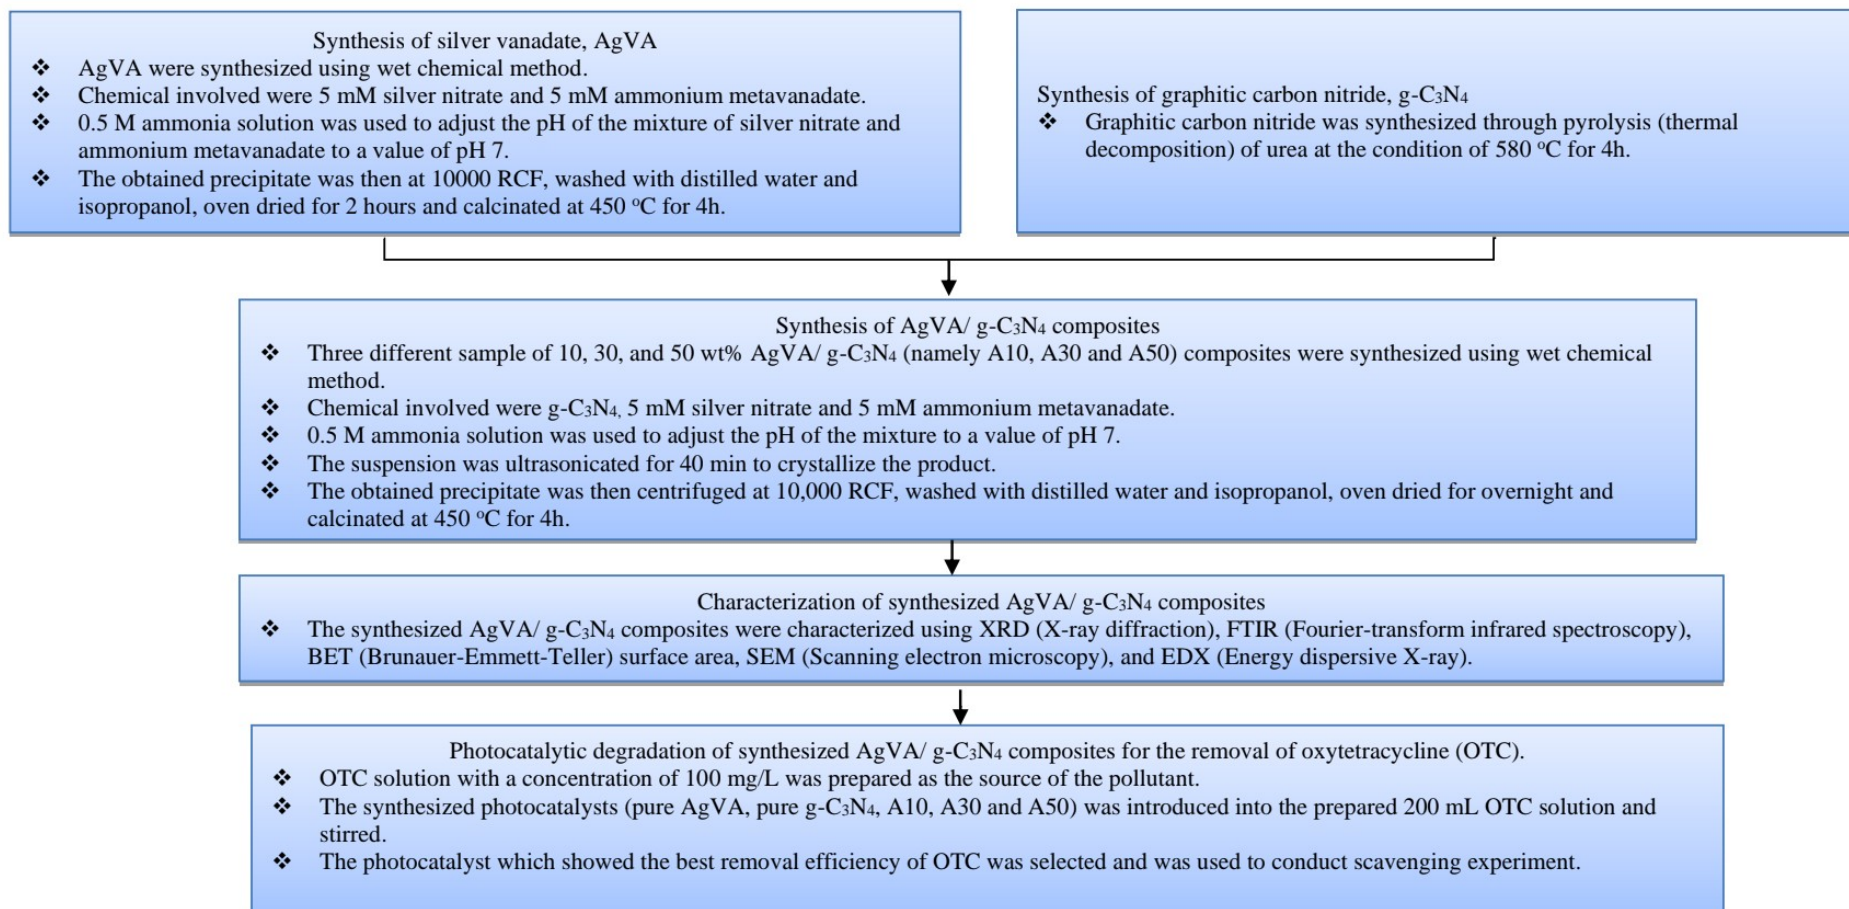 Synthesis of silver vanadate, AgVA
❖ AgVA were synthesized using wet chemical method.
❖ Chemical involved were 5 mM silver nitrate and 5 mM ammonium metavanadate.
❖ 0.5 M ammonia solution was used to adjust the pH of the mixture of silver nitrate and
ammonium metavanadate to a value of pH 7.
❖ The obtained precipitate was then at 10000 RCF, washed with distilled water and
isopropanol, oven dried for 2 hours and calcinated at 450 °C for 4h.
Synthesis of graphitic carbon nitride, g-C₃N₄
❖ Graphitic carbon nitride was synthesized through pyrolysis (thermal
decomposition) of urea at the condition of 580 °C for 4h.
Synthesis of AgVA/ g-C₃N₄ composites
❖ Three different sample of 10, 30, and 50 wt% AgVA/ g-C₃N₄ (namely A10, A30 and A50) composites were synthesized using wet chemical
method.
❖ Chemical involved were g-C₃N₄, 5 mM silver nitrate and 5 mM ammonium metavanadate.
❖ 0.5 M ammonia solution was used to adjust the pH of the mixture to a value of pH 7.
❖ The suspension was ultrasonicated for 40 min to crystallize the product.
❖ The obtained precipitate was then centrifuged at 10,000 RCF, washed with distilled water and isopropanol, oven dried for overnight and
calcinated at 450 °C for 4h.
Characterization of synthesized AgVA/ g-C₃N₄ composites
❖ The synthesized AgVA/ g-C₃N₄ composites were characterized using XRD (X-ray diffraction), FTIR (Fourier-transform infrared spectroscopy),
BET (Brunauer-Emmett-Teller) surface area, SEM (Scanning electron microscopy), and EDX (Energy dispersive X-ray).
Photocatalytic degradation of synthesized AgVA/ g-C₃N₄ composites for the removal of oxytetracycline (OTC).
❖ OTC solution with a concentration of 100 mg/L was prepared as the source of the pollutant.
❖ The synthesized photocatalysts (pure AgVA, pure g-C₃N₄, A10, A30 and A50) was introduced into the prepared 200 mL OTC solution and
stirred.
❖ The photocatalyst which showed the best removal efficiency of OTC was selected and was used to conduct scavenging experiment.